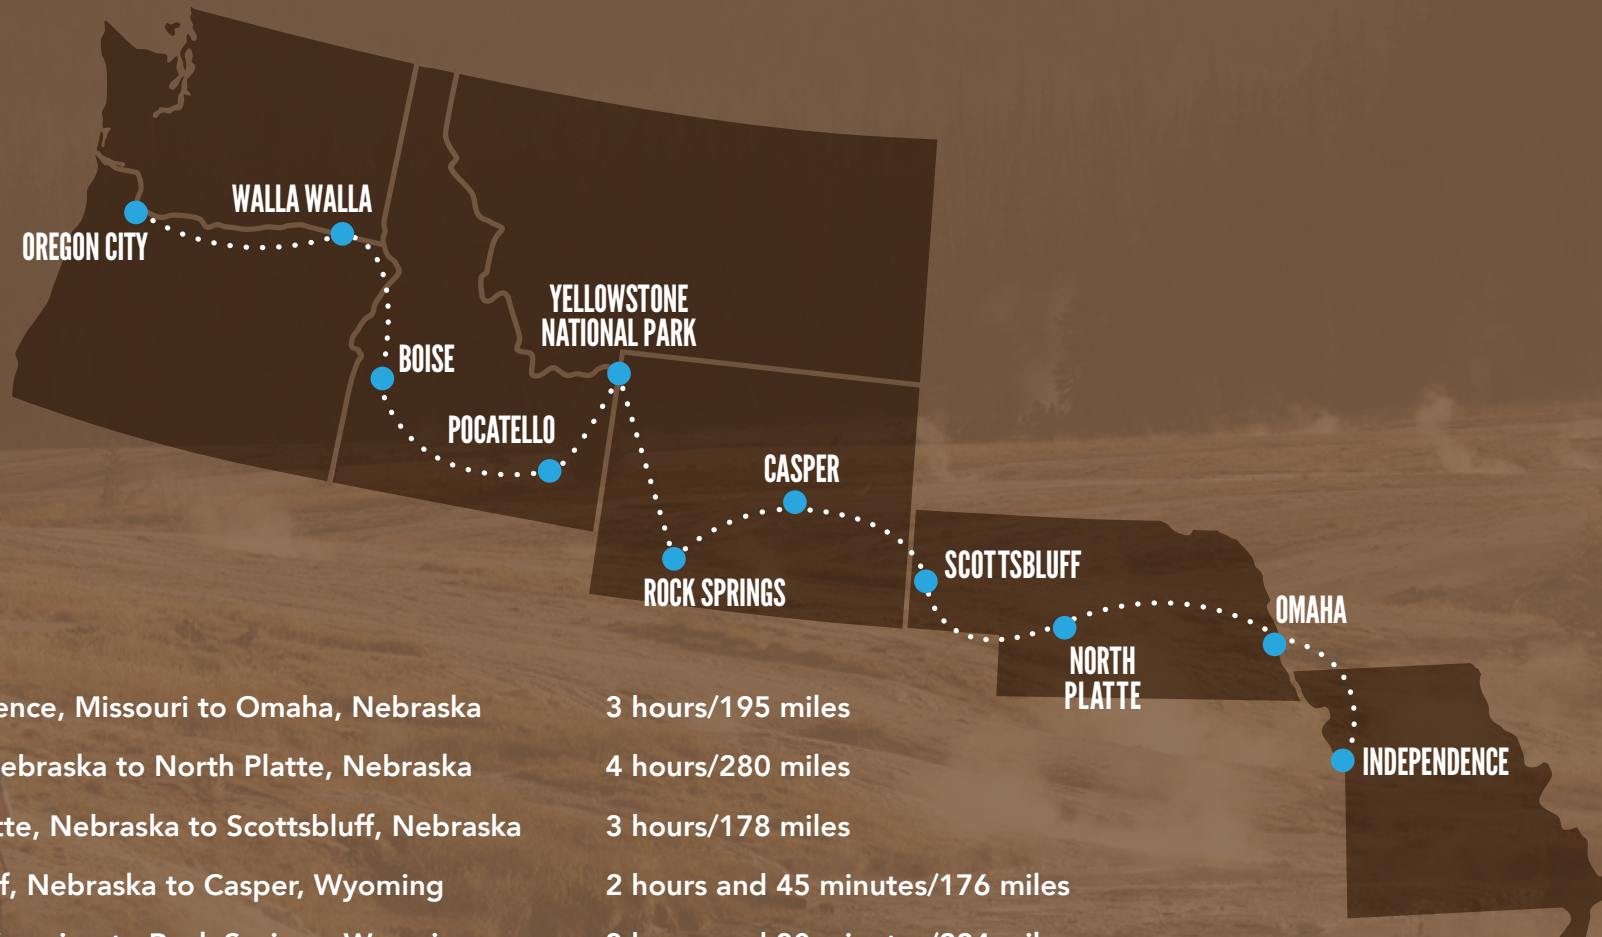 WALLA WALLA
OREGON CITY
YELLOWSTONE
NATIONAL PARK
BOISE
POCATELLO
CASPER
ROCK SPRINGS
SCOTTSBLUFF
OMAHA
NORTH
PLATTE
INDEPENDENCE
ence, Missouri to Omaha, Nebraska 3 hours/195 miles
ebraska to North Platte, Nebraska 4 hours/280 miles
tte, Nebraska to Scottsbluff, Nebraska 3 hours/178 miles
f, Nebraska to Casper, Wyoming 2 hours and 45 minutes/176 miles